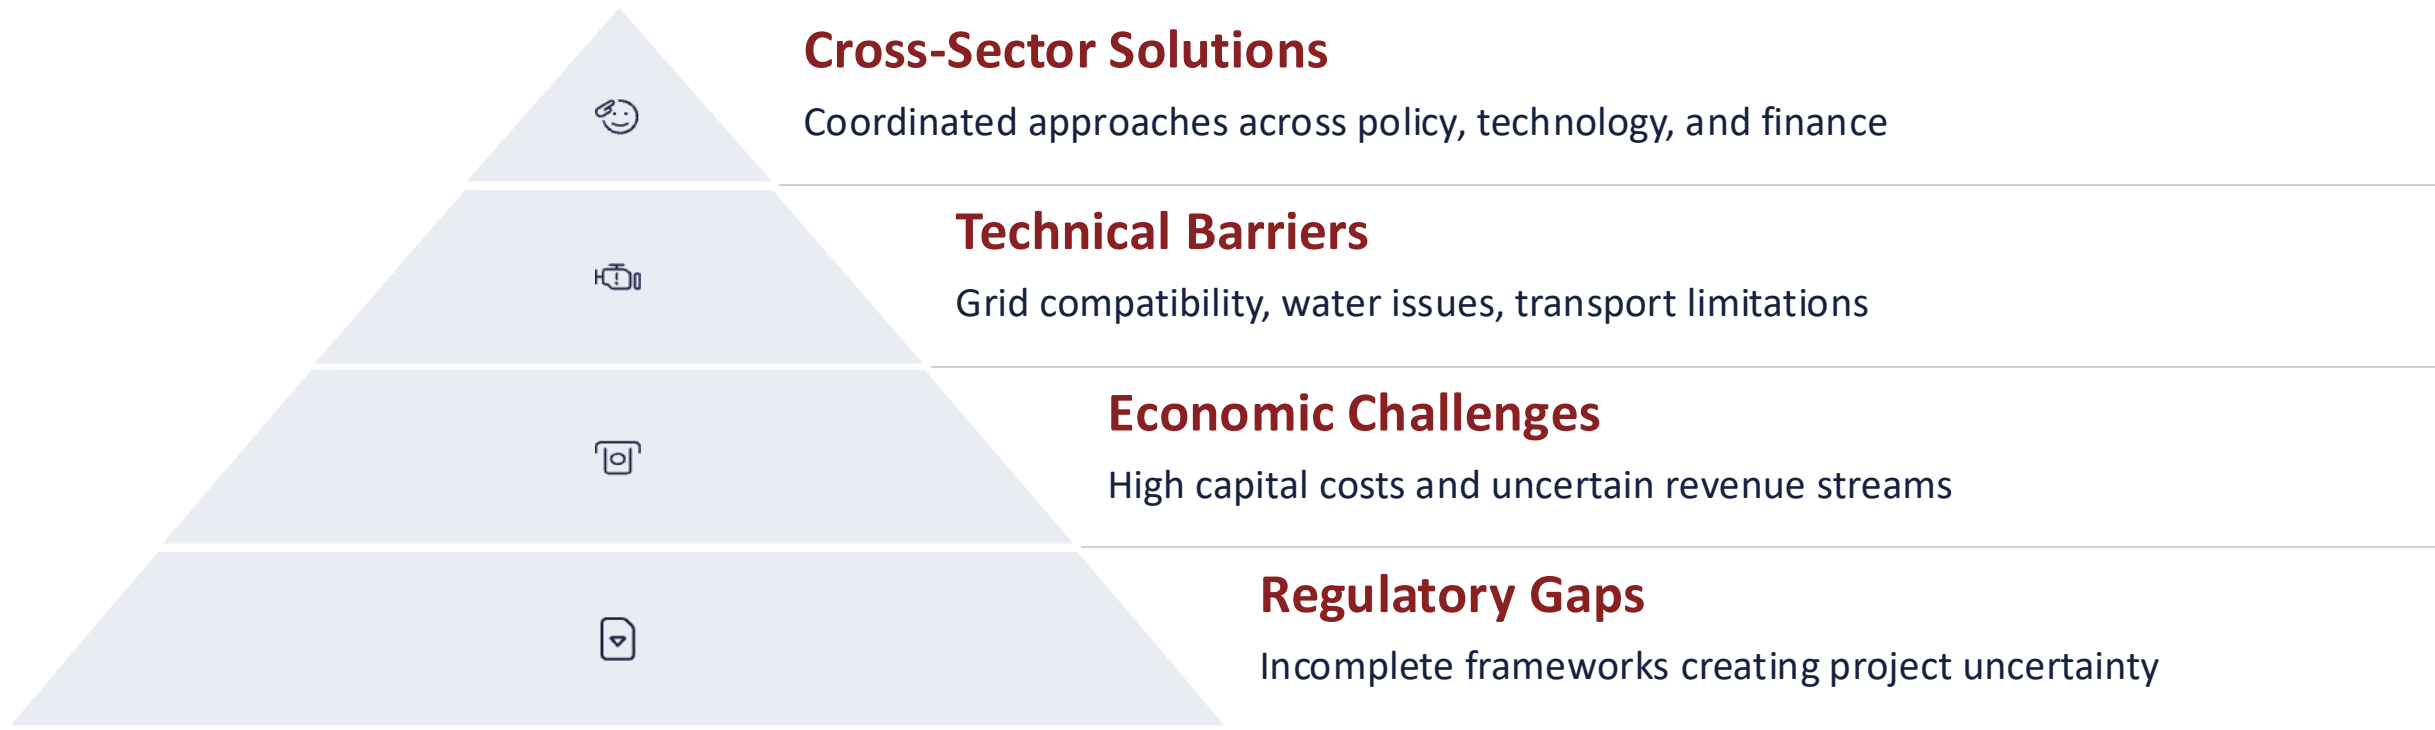 Cross-Sector Solutions
Coordinated approaches across policy, technology, and finance
Technical Barriers
Grid compatibility, water issues, transport limitations
Economic Challenges
High capital costs and uncertain revenue streams
Regulatory Gaps
Incomplete frameworks creating project uncertainty